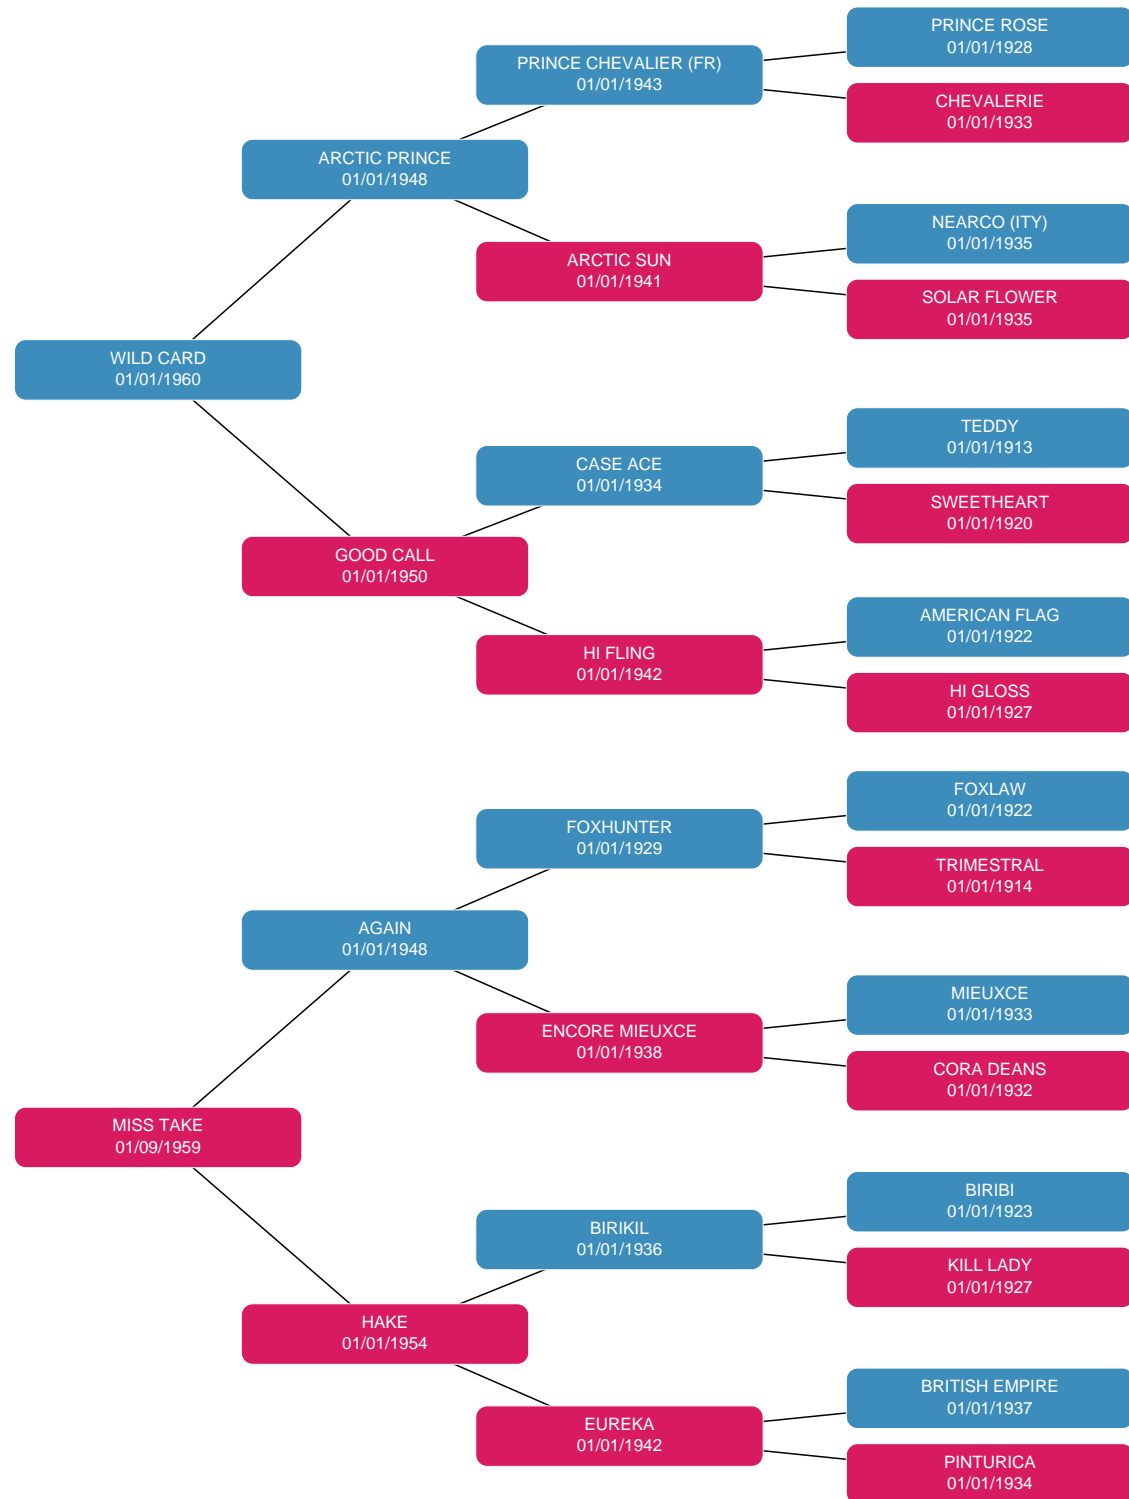 PRINCE ROSE
01/01/1928
PRINCE CHEVALIER (FR)
01/01/1943
CHEVALERIE
01/01/1933
ARCTIC PRINCE
01/01/1948
NEARCO (ITY)
01/01/1935
ARCTIC SUN
01/01/1941
SOLAR FLOWER
01/01/1935
WILD CARD
01/01/1960
TEDDY
01/01/1913
CASE ACE
01/01/1934
SWEETHEART
01/01/1920
GOOD CALL
01/01/1950
AMERICAN FLAG
01/01/1922
HI FLING
01/01/1942
HI GLOSS
01/01/1927
FOXLAW
01/01/1922
FOXHUNTER
01/01/1929
TRIMESTRAL
01/01/1914
AGAIN
01/01/1948
MIEUXCE
01/01/1933
ENCORE MIEUXCE
01/01/1938
CORA DEANS
01/01/1932
MISS TAKE
01/09/1959
BIRIBI
01/01/1923
BIRIKIL
01/01/1936
KILL LADY
01/01/1927
HAKE
01/01/1954
BRITISH EMPIRE
01/01/1937
EUREKA
01/01/1942
PINTURICA
01/01/1934